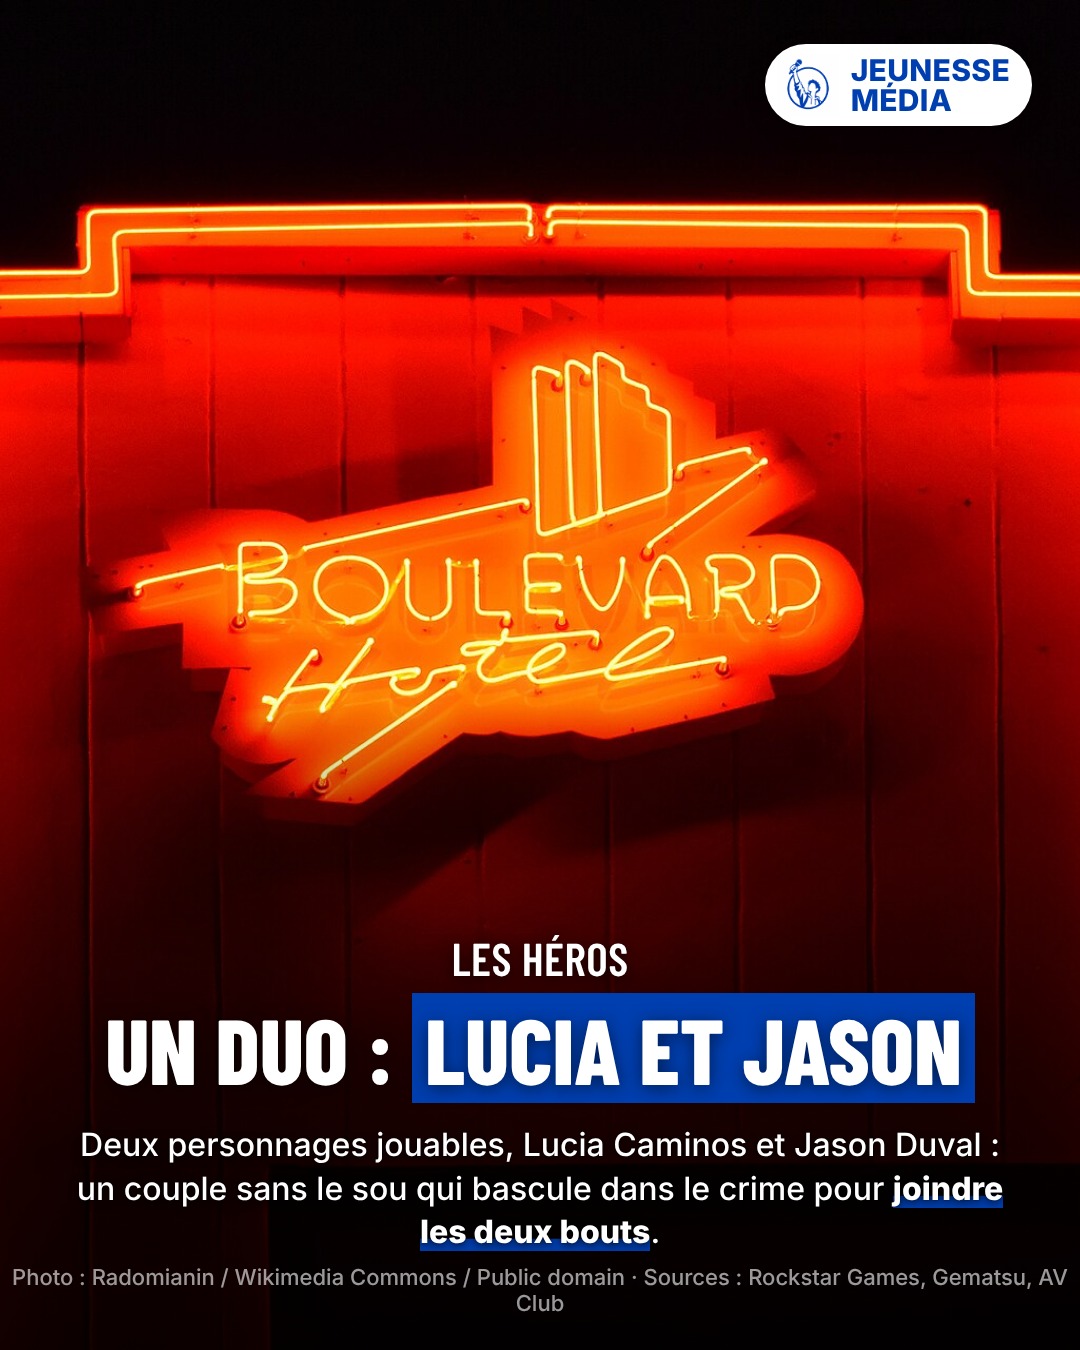 JEUNESSE
MÉDIA
BOULEVARD
Hotel
LES HÉROS
UN DUO : LUCIA ET JASON
Deux personnages jouables, Lucia Caminos et Jason Duval :
un couple sans le sou qui bascule dans le crime pour joindre
les deux bouts.
Photo : Radomianin / Wikimedia Commons / Public domain · Sources : Rockstar Games, Gematsu, AV
Club